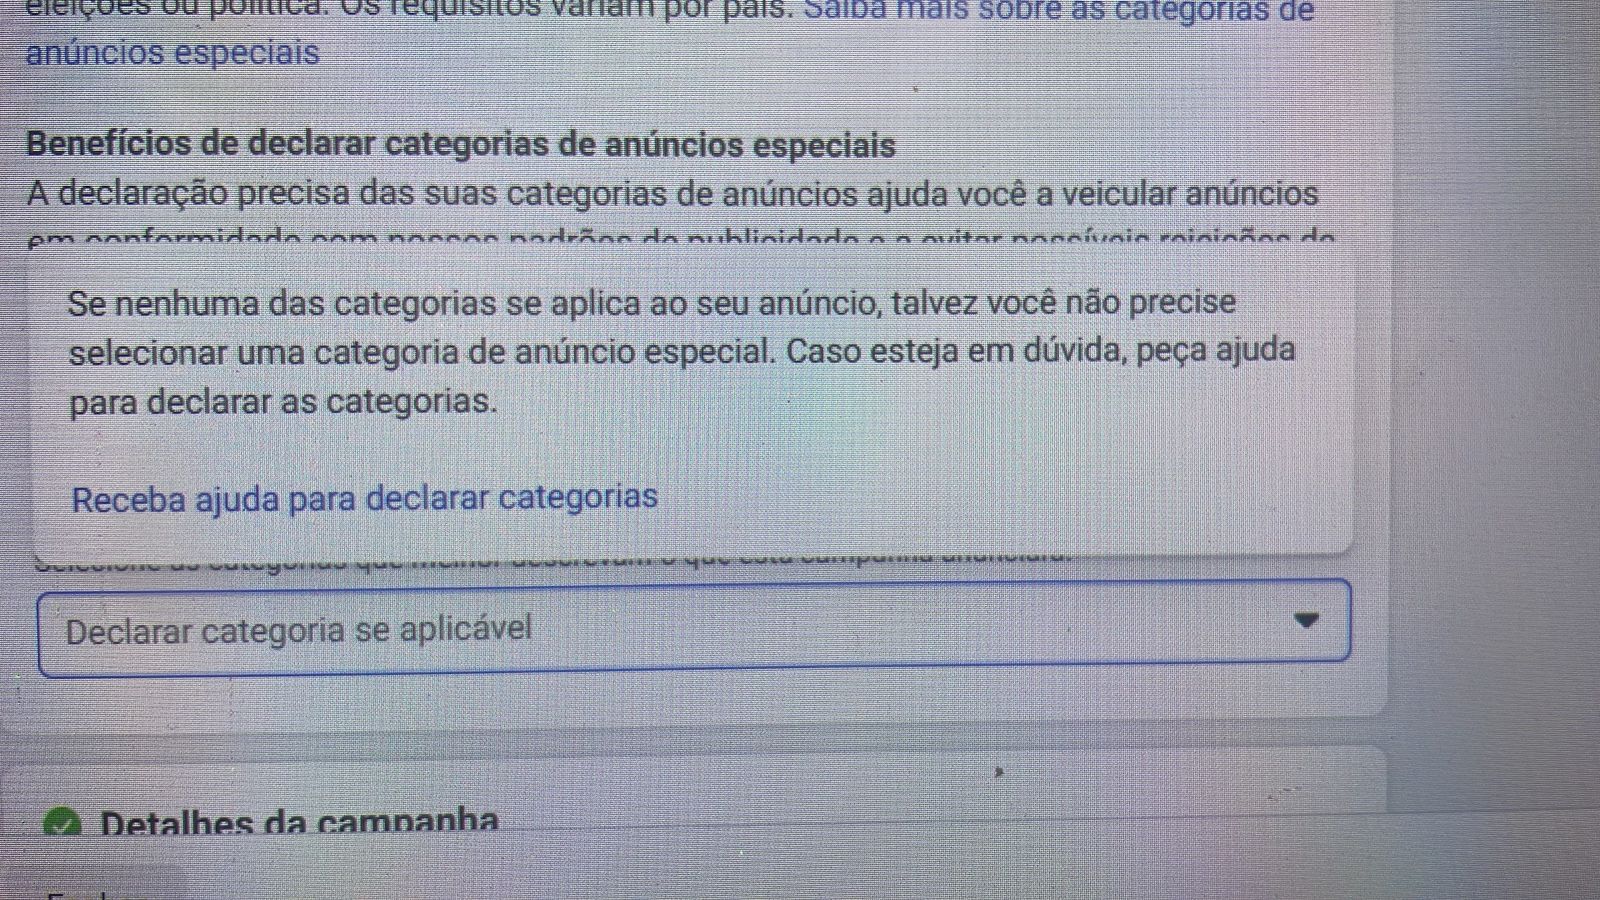 eleições ou política. Os requisitos variam por país. Saiba mais sobre as categorias de
anúncios especiais
Benefícios de declarar categorias de anúncios especiais
A declaração precisa das suas categorias de anúncios ajuda você a veicular anúncios
em conformidade com nossos padrões de publicidade e a evitar possíveis rejeições de
Se nenhuma das categorias se aplica ao seu anúncio, talvez você não precise
selecionar uma categoria de anúncio especial. Caso esteja em dúvida, peça ajuda
para declarar as categorias.
Receba ajuda para declarar categorias
Selecione as categorias que melhor descrevam o que esta campanha anunciará.
Declarar categoria se aplicável
Detalhes da campanha